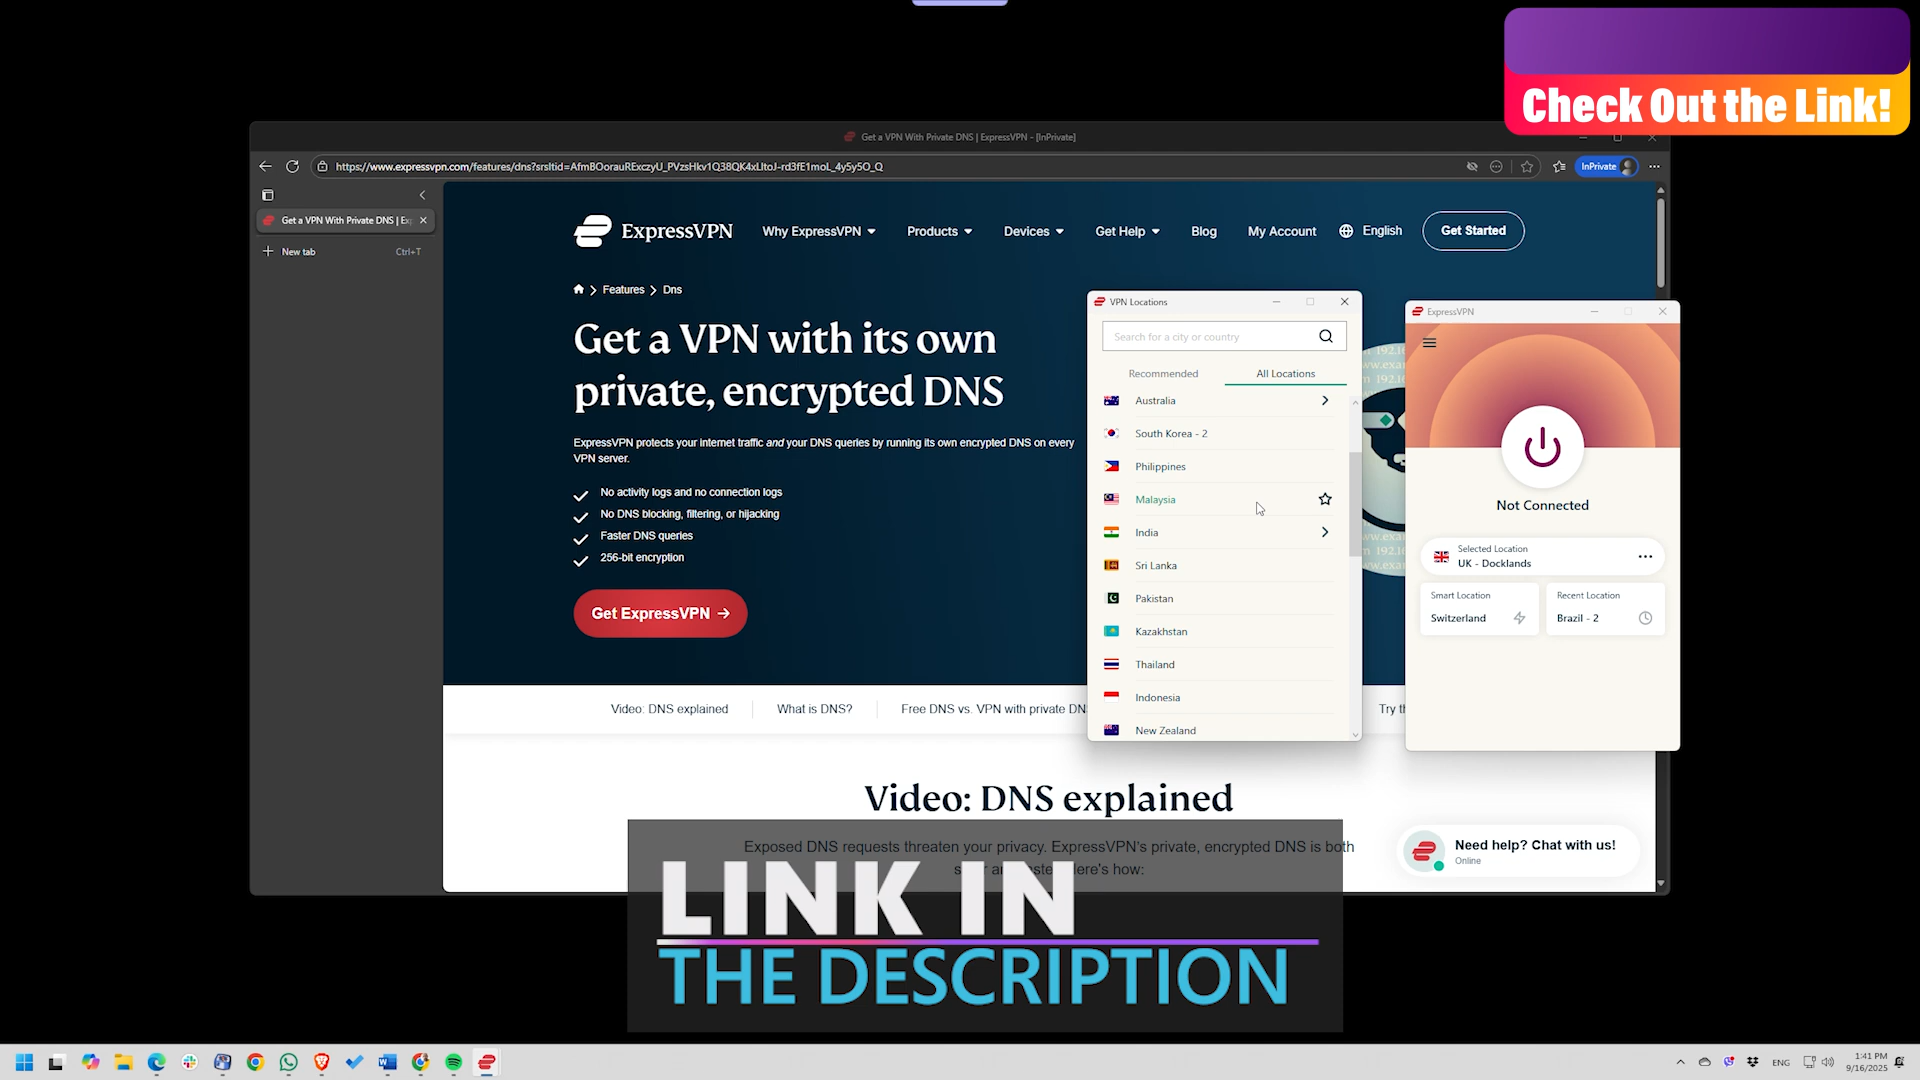 Check Out the Link!
Get a VPN With Private DNS | ExpressVPN - [InPrivate]
https://www.expressvpn.com/features/dns?srsltid=AfmBOorauRExczyU_PVzsHkv1Q38QK4xLltoJ-rd3fE1moL_4y5y5O_Q
InPrivate
Get a VPN With Private DNS | Ex
New tab
Ctrl+T
ExpressVPN
Why ExpressVPN
Products
Devices
Get Help
Blog
My Account
English
Get Started
Features
Dns
Get a VPN with its own
private, encrypted DNS
ExpressVPN protects your internet traffic and your DNS queries by running its own encrypted DNS on every
VPN server.
No activity logs and no connection logs
No DNS blocking, filtering, or hijacking
Faster DNS queries
256-bit encryption
Get ExpressVPN
Video: DNS explained
What is DNS?
Free DNS vs. VPN with private DN
Try
VPN Locations
Search for a city or country
Recommended
All Locations
Australia
South Korea - 2
Philippines
Malaysia
India
Sri Lanka
Pakistan
Kazakhstan
Thailand
Indonesia
New Zealand
ExpressVPN
Not Connected
Selected Location
UK - Docklands
Smart Location
Switzerland
Recent Location
Brazil - 2
Video: DNS explained
Exposed DNS requests threaten your privacy. ExpressVPN's private, encrypted DNS is both
Here's how:
Need help? Chat with us!
Online
LINK IN
THE DESCRIPTION
ENG
1:41 PM
9/16/2025